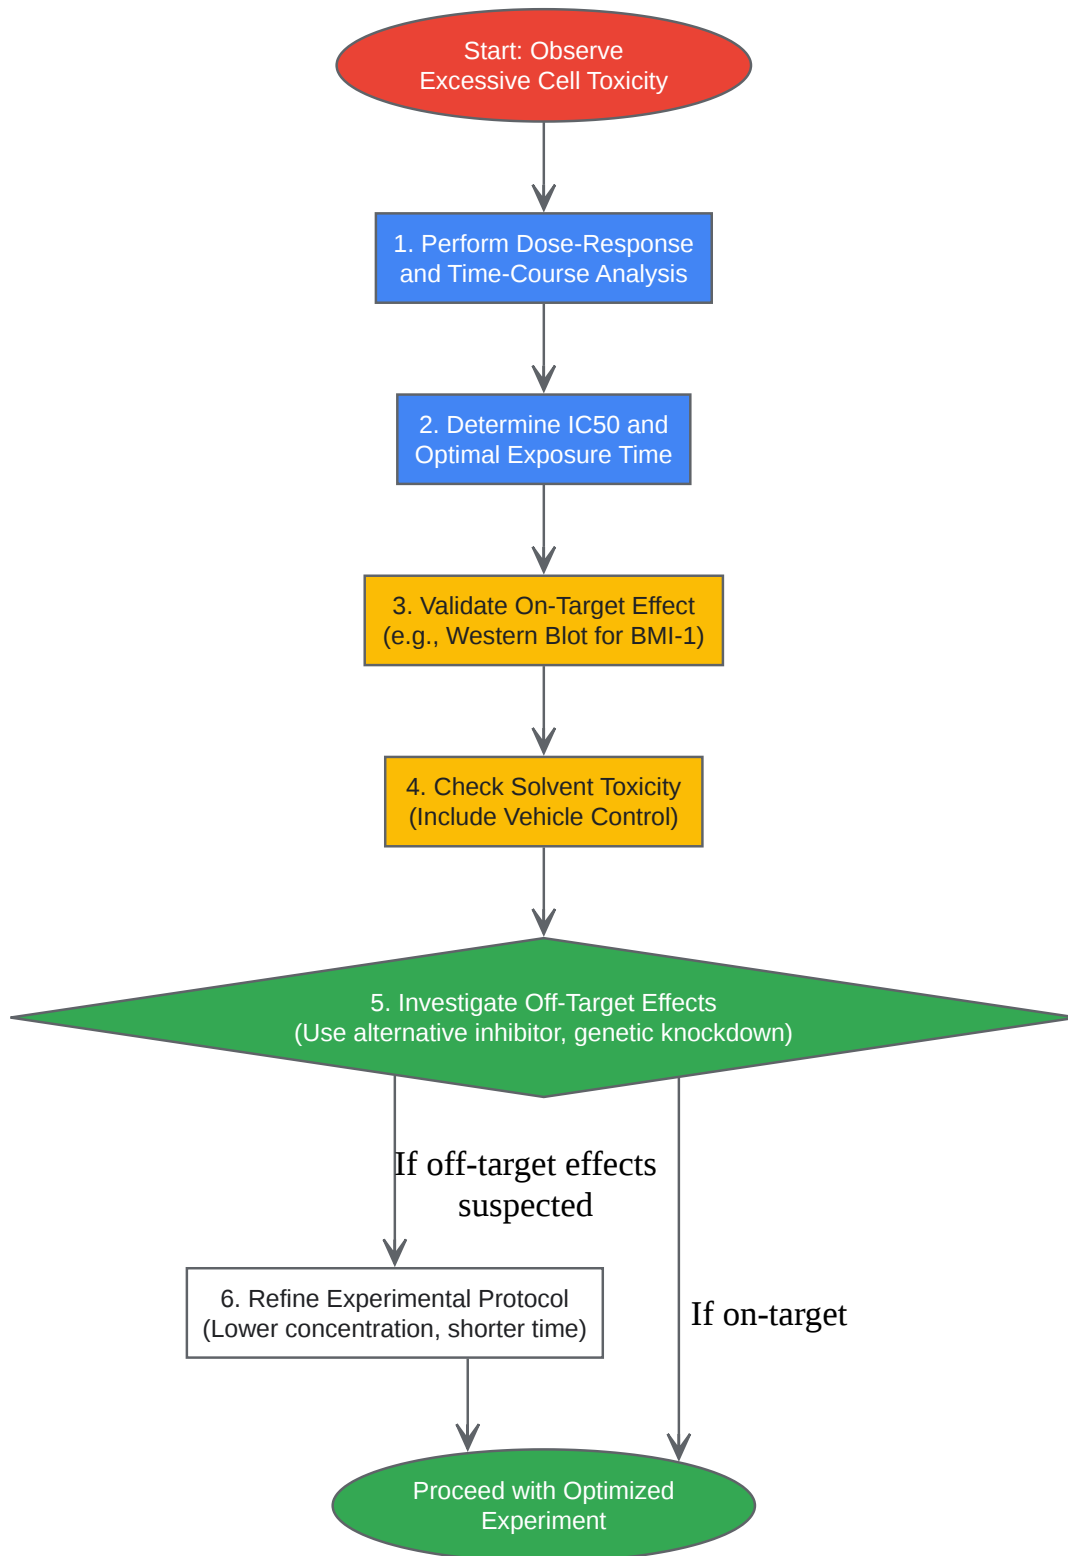 Start: Observe
Excessive Cell Toxicity
1. Perform Dose-Response
and Time-Course Analysis
2. Determine IC50 and
Optimal Exposure Time
3. Validate On-Target Effect
(e.g., Western Blot for BMI-1)
4. Check Solvent Toxicity
(Include Vehicle Control)
5. Investigate Off-Target Effects
(Use alternative inhibitor, genetic knockdown)
If off-target effects
suspected
6. Refine Experimental Protocol
(Lower concentration, shorter time)
If on-target
Proceed with Optimized
Experiment